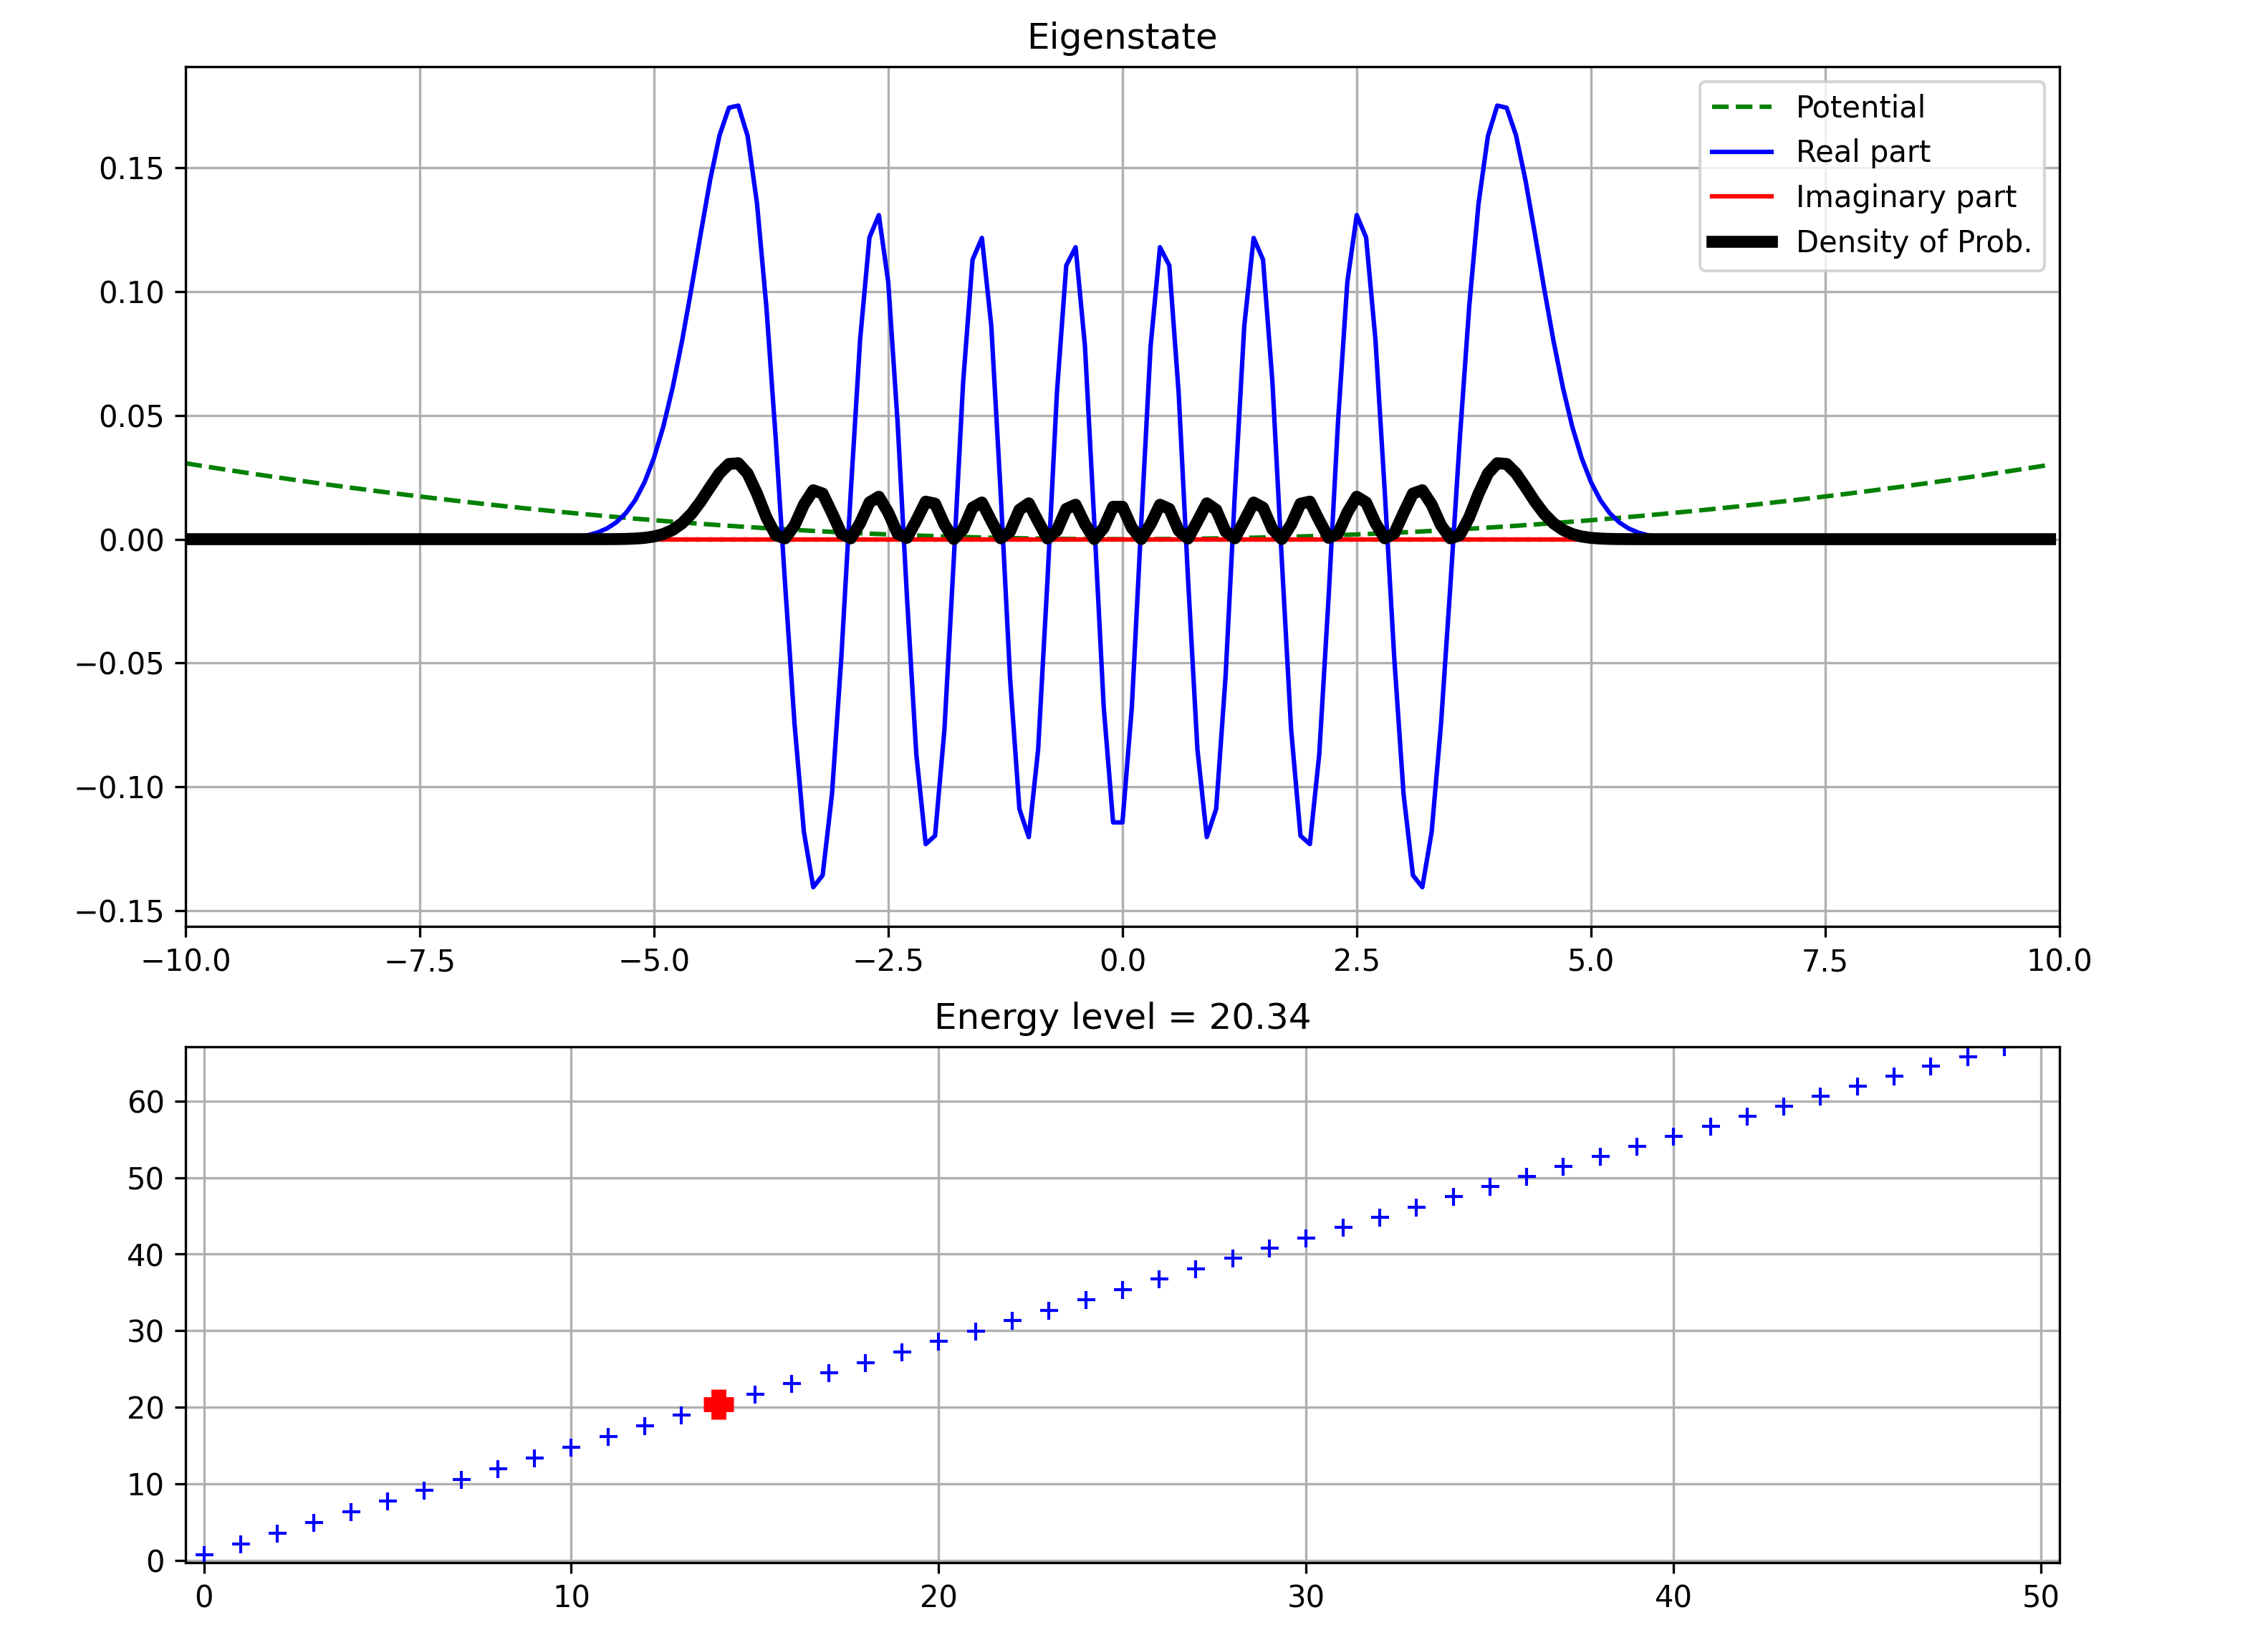 Eigenstate
Potential
Real part
Imaginary part
Density of Prob.
0.15
0.10
0.05
0.00
−0.05
−0.10
−0.15
−10.0 −7.5 −5.0 −2.5 0.0 2.5 5.0 7.5 10.0
Energy level = 20.34
60
50
40
30
20
10
0
0 10 20 30 40 50